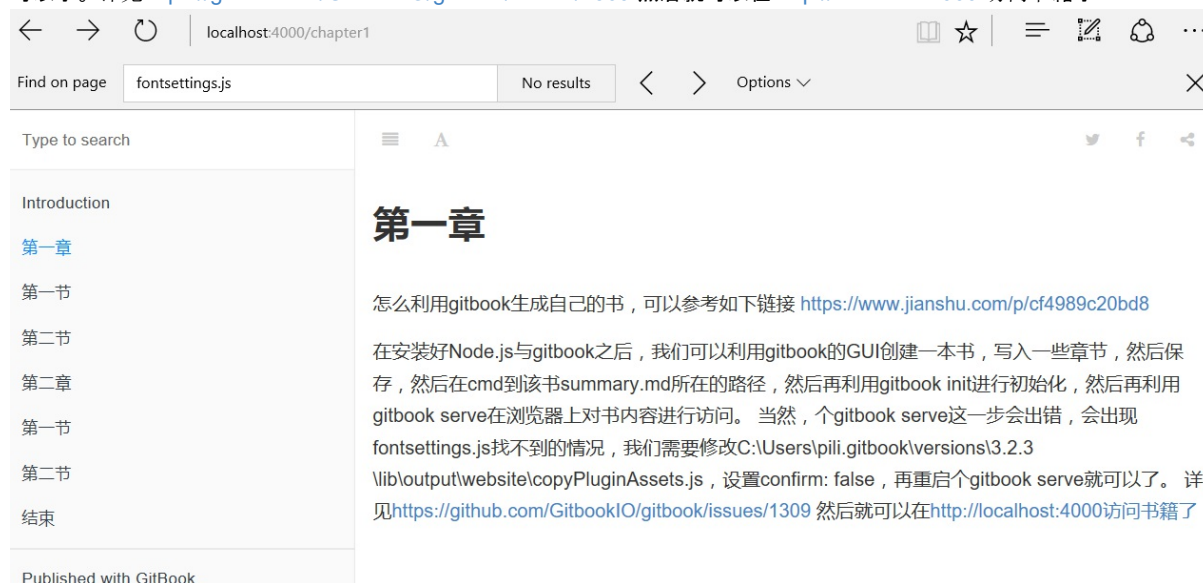 localhost:4000/chapter1
Find on page fontsettings.js No results Options
Type to search A
Introduction
第一章
第一节
第二节
第二章
第一节
第二节
结束
Published with GitBook
第一章
怎么利用gitbook生成自己的书，可以参考如下链接 https://www.jianshu.com/p/cf4989c20bd8
在安装好Node.js与gitbook之后，我们可以利用gitbook的GUI创建一本书，写入一些章节，然后保
存，然后在cmd到该书summary.md所在的路径，然后再利用gitbook init进行初始化，然后再利用
gitbook serve在浏览器上对书内容进行访问。 当然，个gitbook serve这一步会出错，会出现
fontsettings.js找不到的情况，我们需要修改C:\Users\pili.gitbook\versions\3.2.3
\lib\output\website\copyPluginAssets.js，设置confirm: false，再重启个gitbook serve就可以了。 详
见https://github.com/GitbookIO/gitbook/issues/1309 然后就可以在http://localhost:4000访问书籍了